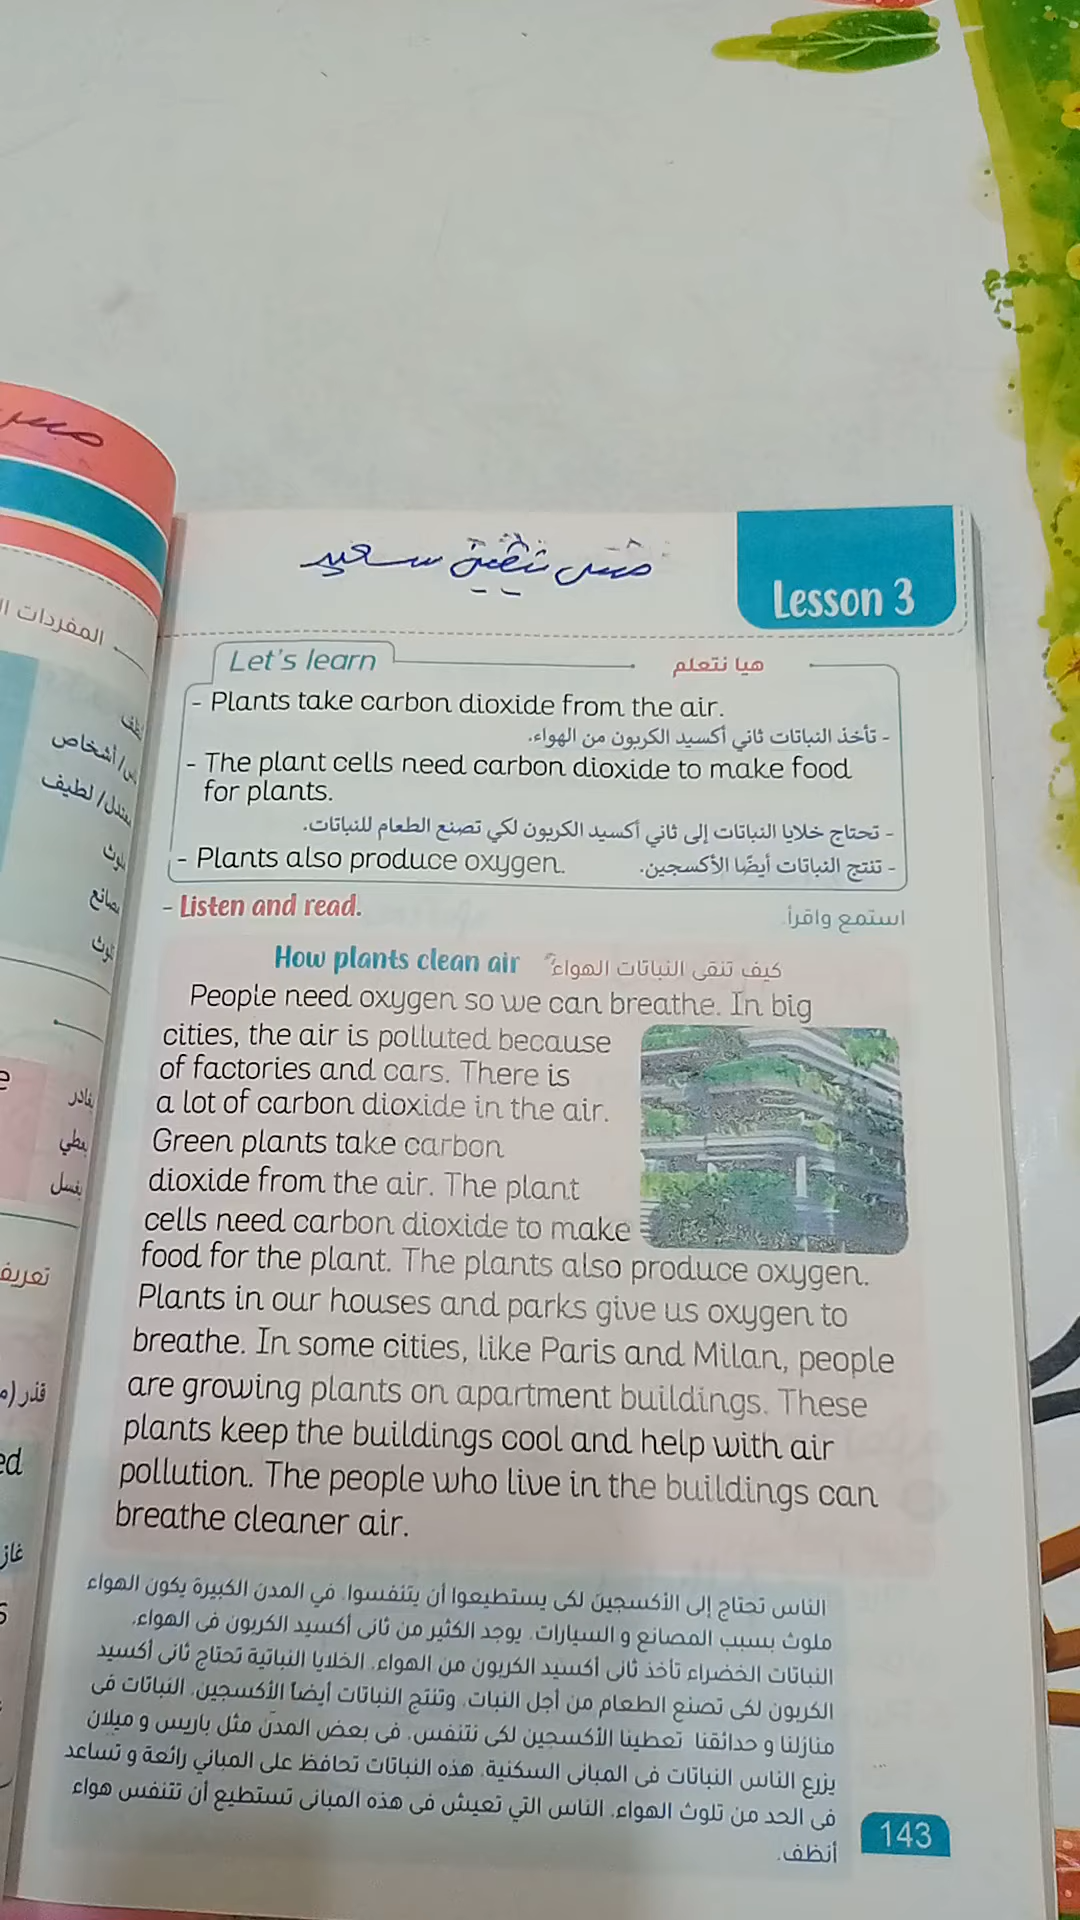 مس
المفردات
ناس/ أشخاص
معتدل/ لطيف
يلوث
مصانع
تلوث
يغادر
يعطي
يغسل
ed
غاز
سعيد
Lesson 3
Let's learn
هيا نتعلم
- Plants take carbon dioxide from the air.
- تأخذ النباتات ثاني أكسيد الكربون من الهواء.
- The plant cells need carbon dioxide to make food
for plants.
- تحتاج خلايا النباتات إلى ثاني أكسيد الكربون لكي تصنع الطعام للنباتات.
- Plants also produce oxygen.
- تنتج النباتات أيضًا الأكسجين.
- Listen and read.
استمع واقرأ.
How plants clean air
كيف تنقى النباتات الهواء
People need oxygen so we can breathe. In big
cities, the air is polluted because
of factories and cars. There is
a lot of carbon dioxide in the air.
Green plants take carbon
dioxide from the air. The plant
cells need carbon dioxide to make
food for the plant. The plants also produce oxygen.
Plants in our houses and parks give us oxygen to
breathe. In some cities, like Paris and Milan, people
are growing plants on apartment buildings. These
plants keep the buildings cool and help with air
pollution. The people who live in the buildings can
breathe cleaner air.
الناس تحتاج إلى الأكسجين لكى يستطيعوا أن يتنفسوا. في المدن الكبيرة يكون الهواء
ملوث بسبب المصانع و السيارات. يوجد الكثير من ثانى أكسيد الكربون فى الهواء.
النباتات الخضراء تأخذ ثانى أكسيد الكربون من الهواء. الخلايا النباتية تحتاج ثانى أكسيد
الكربون لكى تصنع الطعام من أجل النبات. وتنتج النباتات أيضاً الأكسجين. النباتات فى
منازلنا و حدائقنا تعطينا الأكسجين لكى نتنفس. فى بعض المدن مثل باريس و ميلان
يزرع الناس النباتات فى المبانى السكنية. هذه النباتات تحافظ على المباني رائعة و تساعد
فى الحد من تلوث الهواء. الناس التي تعيش فى هذه المبانى تستطيع أن تتنفس هواء
أنظف.
143